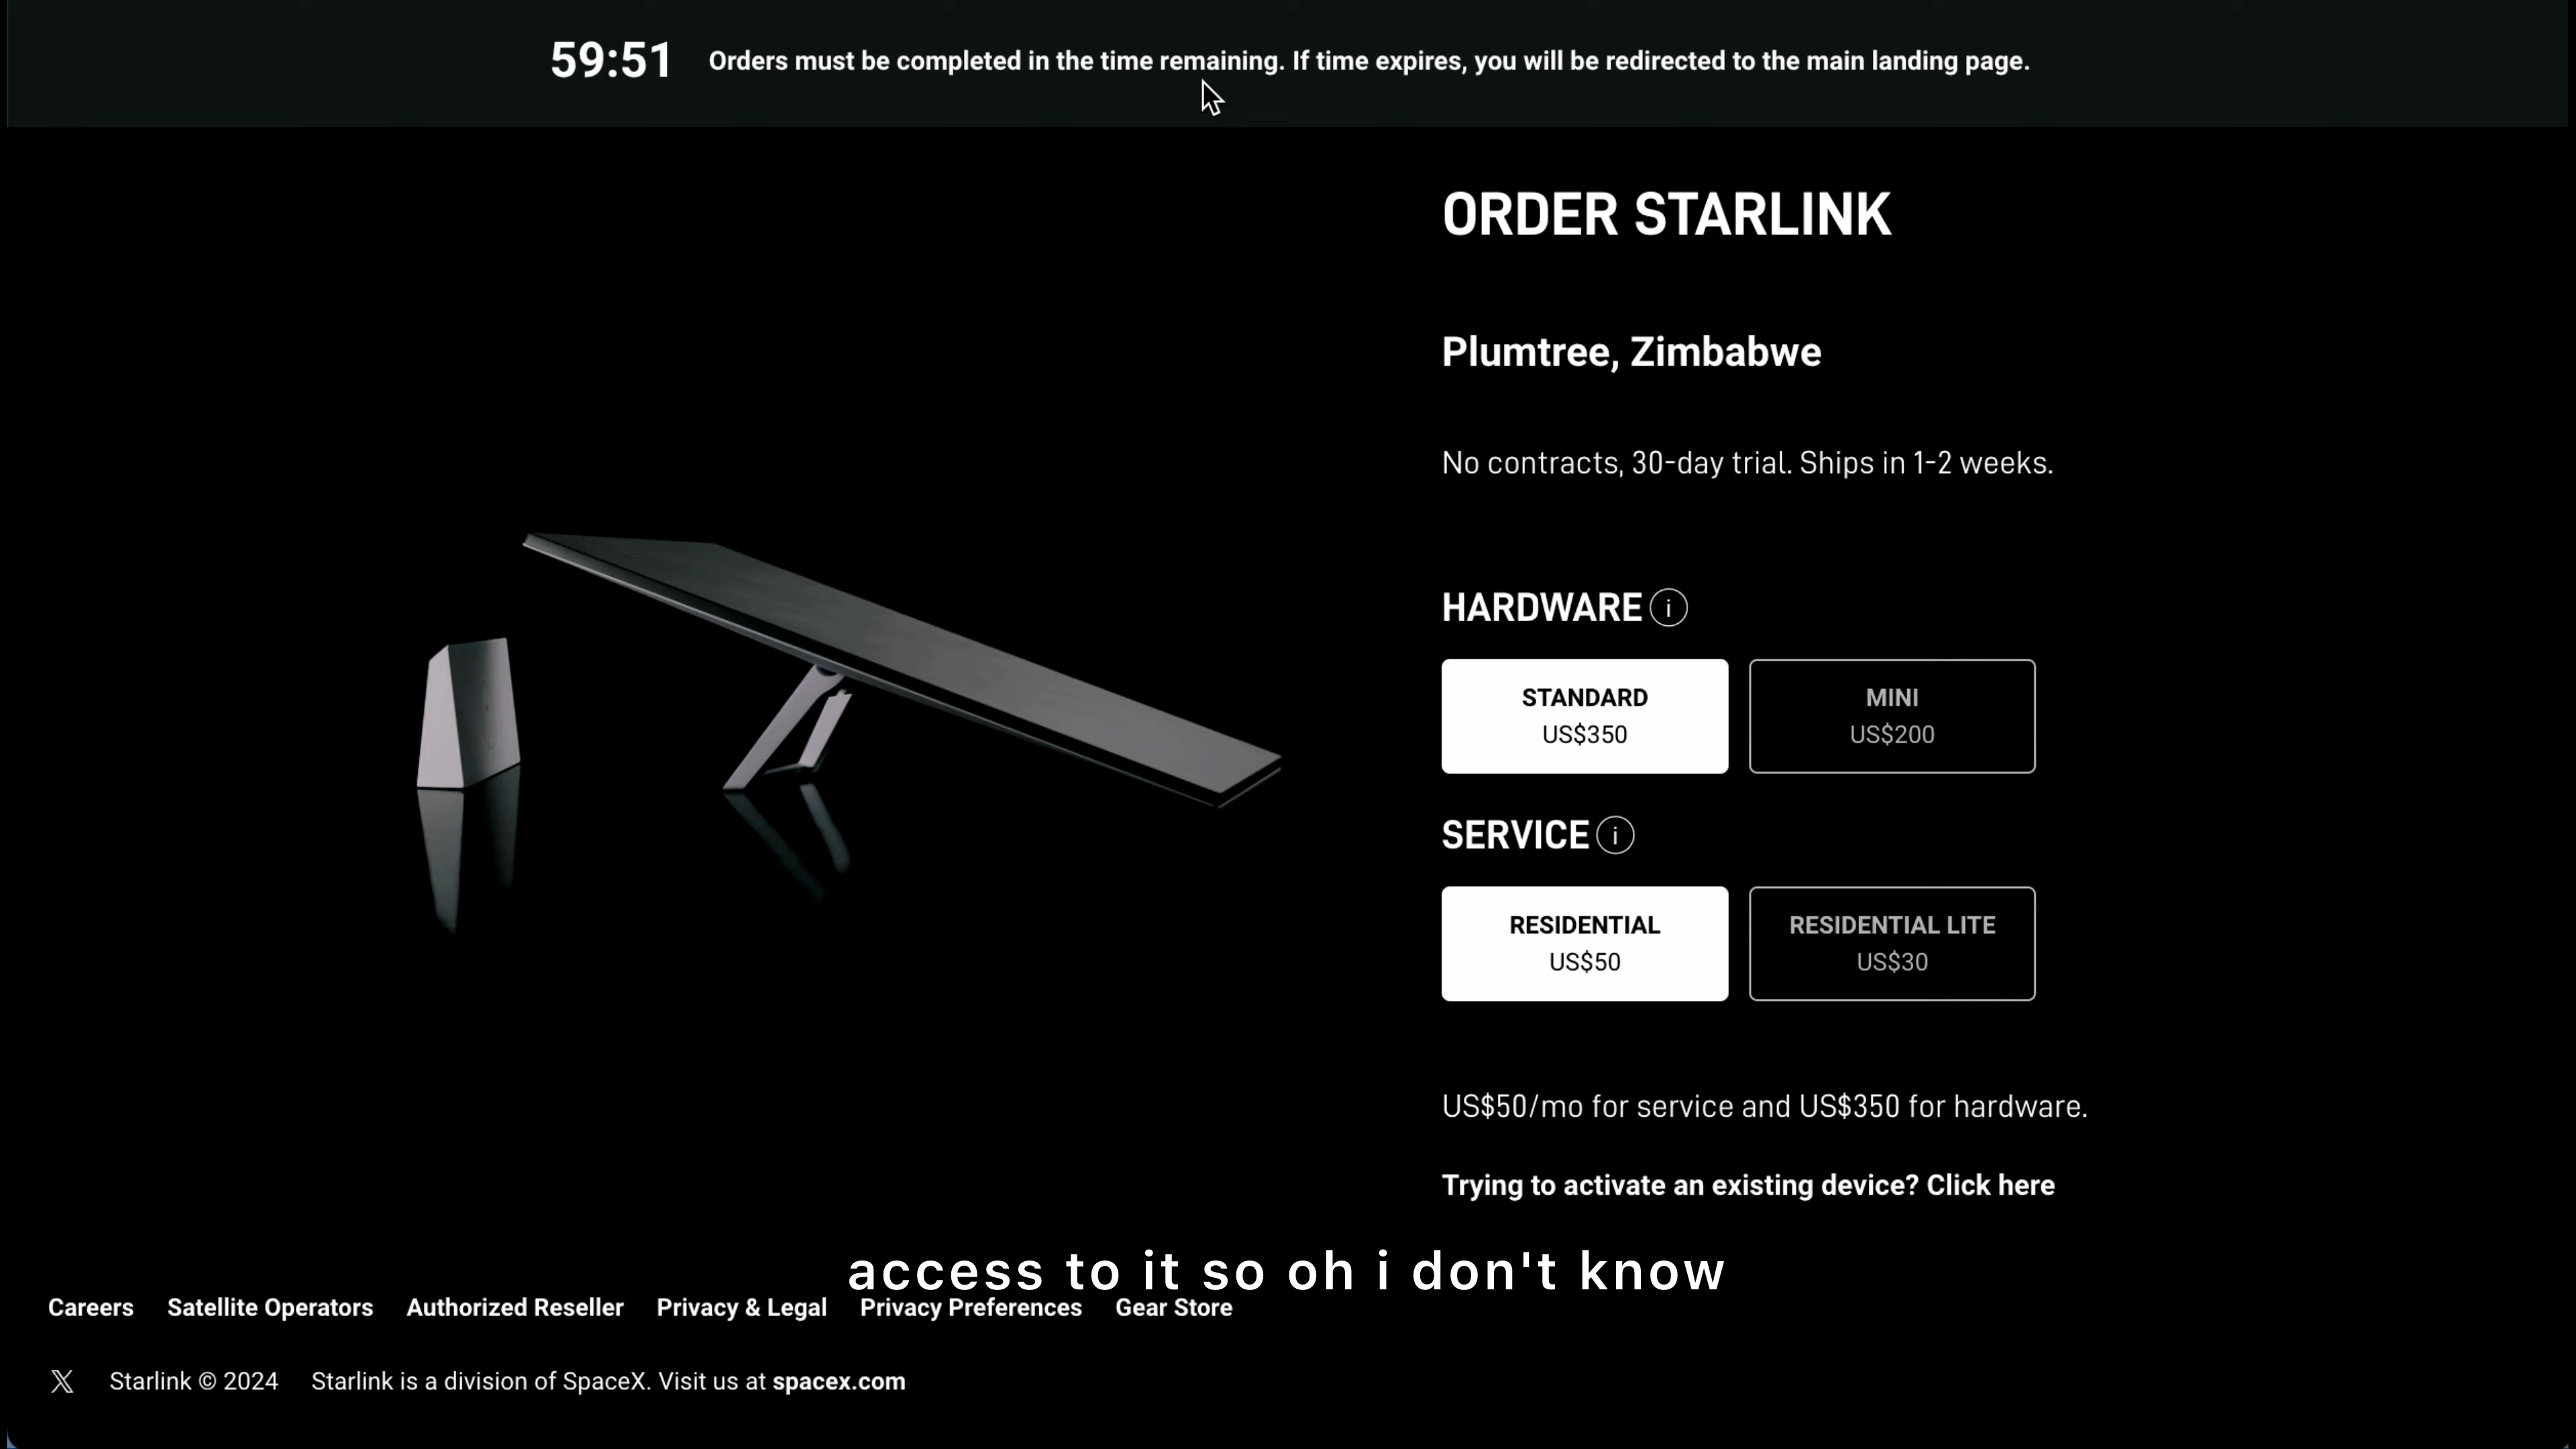 59:51 Orders must be completed in the time remaining. If time expires, you will be redirected to the main landing page.
ORDER STARLINK
Plumtree, Zimbabwe
No contracts, 30-day trial. Ships in 1-2 weeks.
HARDWARE i
STANDARD
US$350
MINI
US$200
SERVICE i
RESIDENTIAL
US$50
RESIDENTIAL LITE
US$30
US$50/mo for service and US$350 for hardware.
Trying to activate an existing device? Click here
access to it so oh i don't know
Careers Satellite Operators Authorized Reseller Privacy & Legal Privacy Preferences Gear Store
X Starlink © 2024 Starlink is a division of SpaceX. Visit us at spacex.com